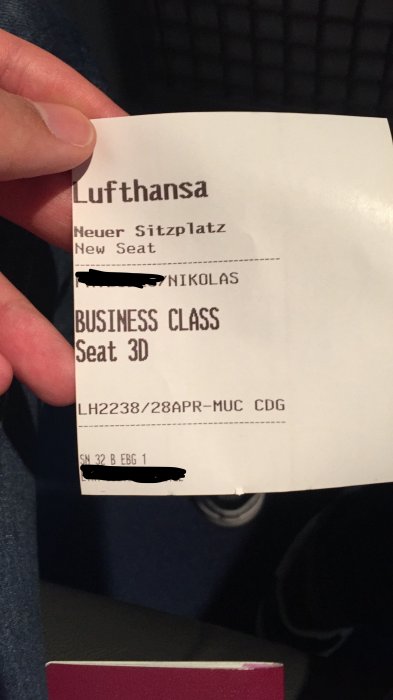 Lufthansa
Neuer Sitzplatz
New Seat
/NIKOLAS
BUSINESS CLASS
Seat 3D
LH2238/28APR-MUC CDG
SN 32 B EBG 1